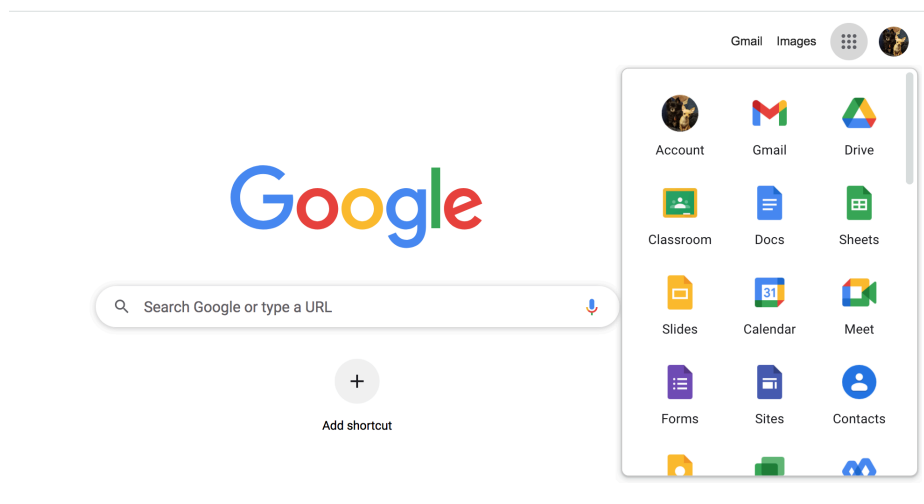 Gmail Images
Account Gmail Drive
Google
Classroom Docs Sheets
31
Search Google or type a URL
Slides Calendar Meet
Forms Sites Contacts
Add shortcut